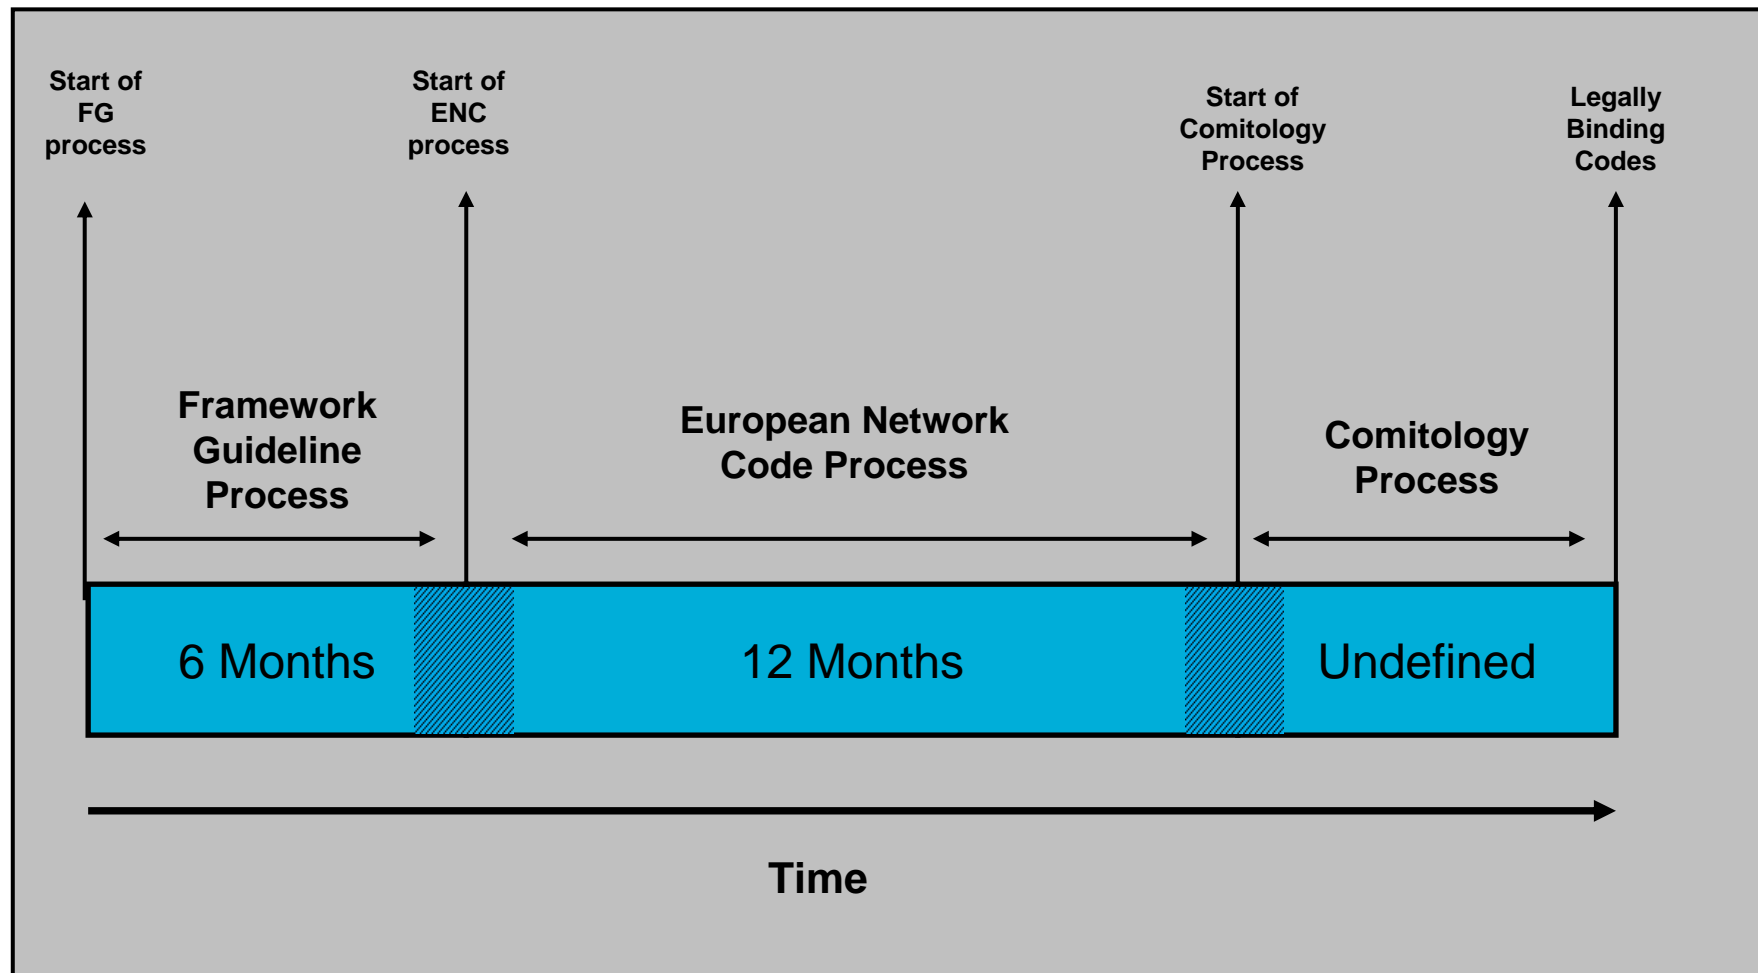 Start of
FG
process
Start of
ENC
process
Start of
Comitology
Process
Legally
Binding
Codes
Framework
Guideline
Process
European Network
Code Process
Comitology
Process
6 Months
12 Months
Undefined
Time